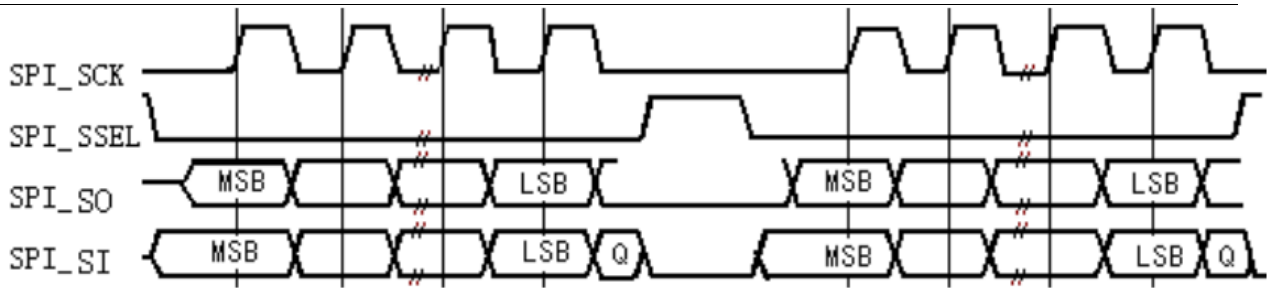 SPI_SCK
SPI_SSEL
SPI_SO MSB LSB MSB LSB
SPI_SI MSB LSB Q MSB LSB Q